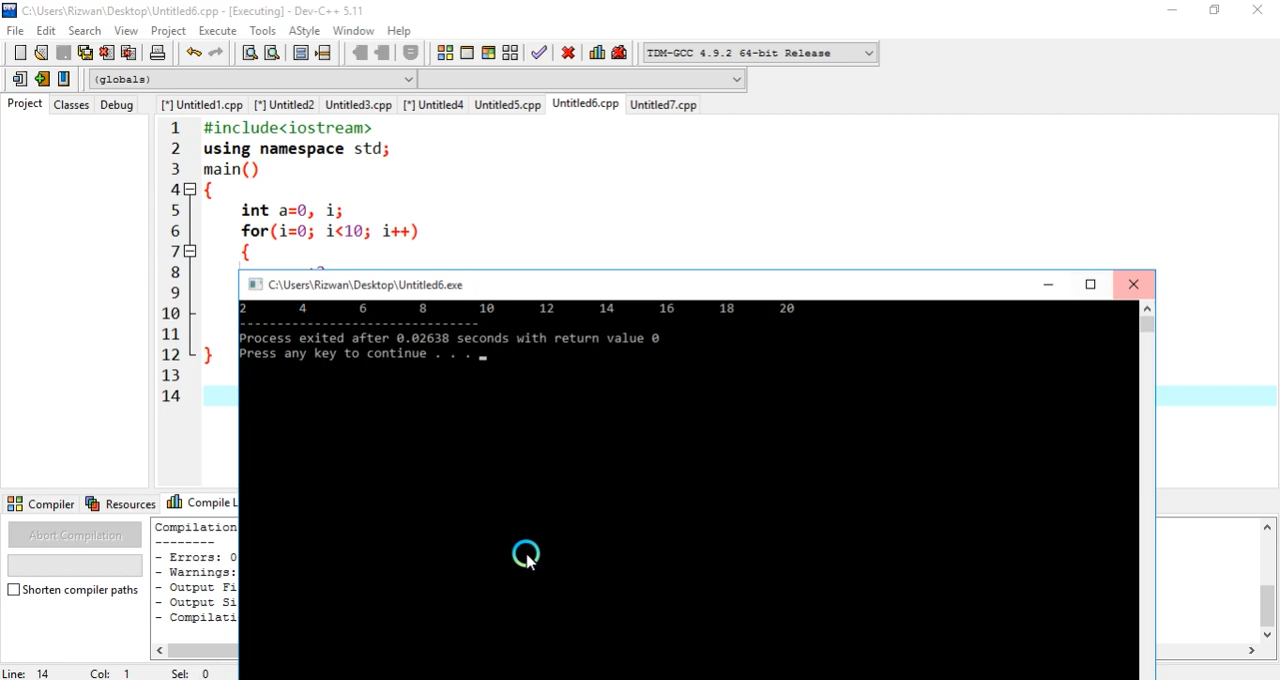 C:\Users\Rizwan\Desktop\Untitled6.cpp - [Executing] - Dev-C++ 5.11
File Edit Search View Project Execute Tools AStyle Window Help
TDM-GCC 4.9.2 64-bit Release
(globals)
Project Classes Debug [*] Untitled1.cpp [*] Untitled2 Untitled3.cpp [*] Untitled4 Untitled5.cpp Untitled6.cpp Untitled7.cpp
1 #include<iostream>
2 using namespace std;
3 main()
4 {
5 int a=0, i;
6 for(i=0; i<10; i++)
7 {
8
9
10
11
12 }
13
14
C:\Users\Rizwan\Desktop\Untitled6.exe
2 4 6 8 10 12 14 16 18 20
--------------------------------
Process exited after 0.02638 seconds with return value 0
Press any key to continue . . .
Compiler Resources Compile L
Abort Compilation
Shorten compiler paths
Compilation
--------
- Errors: 0
- Warnings:
- Output Fi
- Output Si
- Compilati
Line: 14 Col: 1 Sel: 0